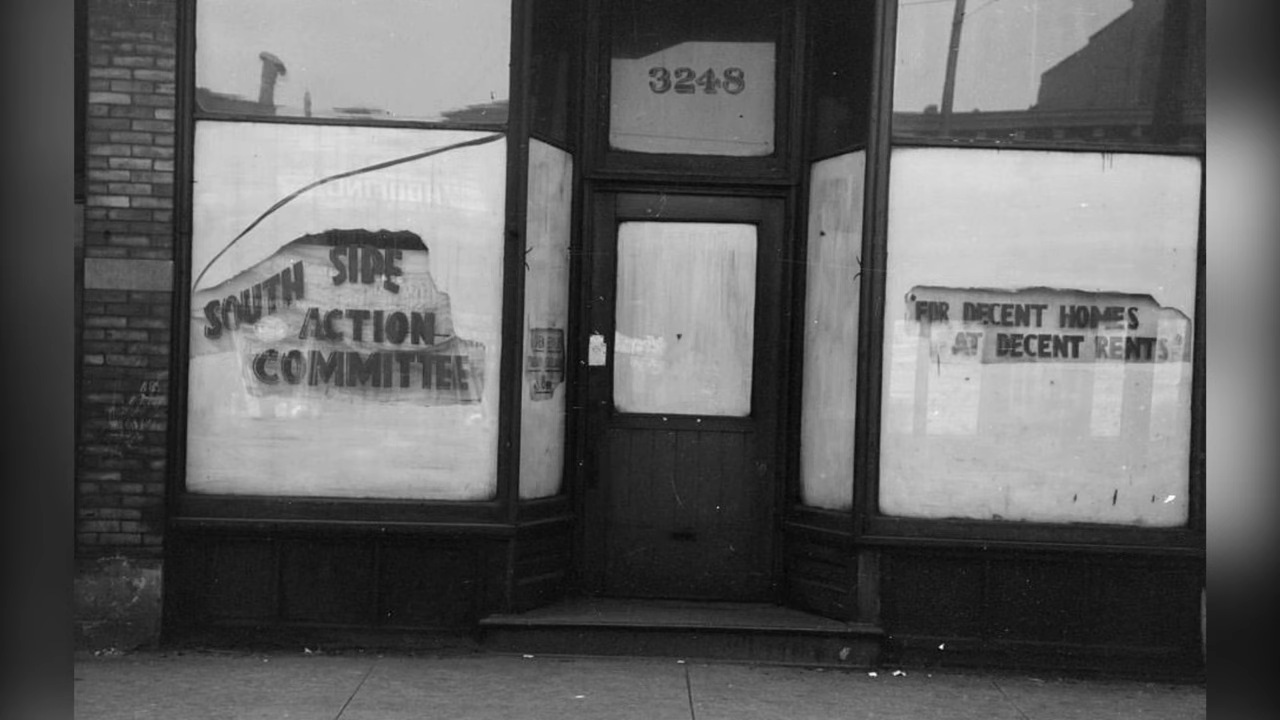 3248
SOUTH SIDE
ACTION
COMMITTEE
FOR DECENT HOMES
AT DECENT RENTS